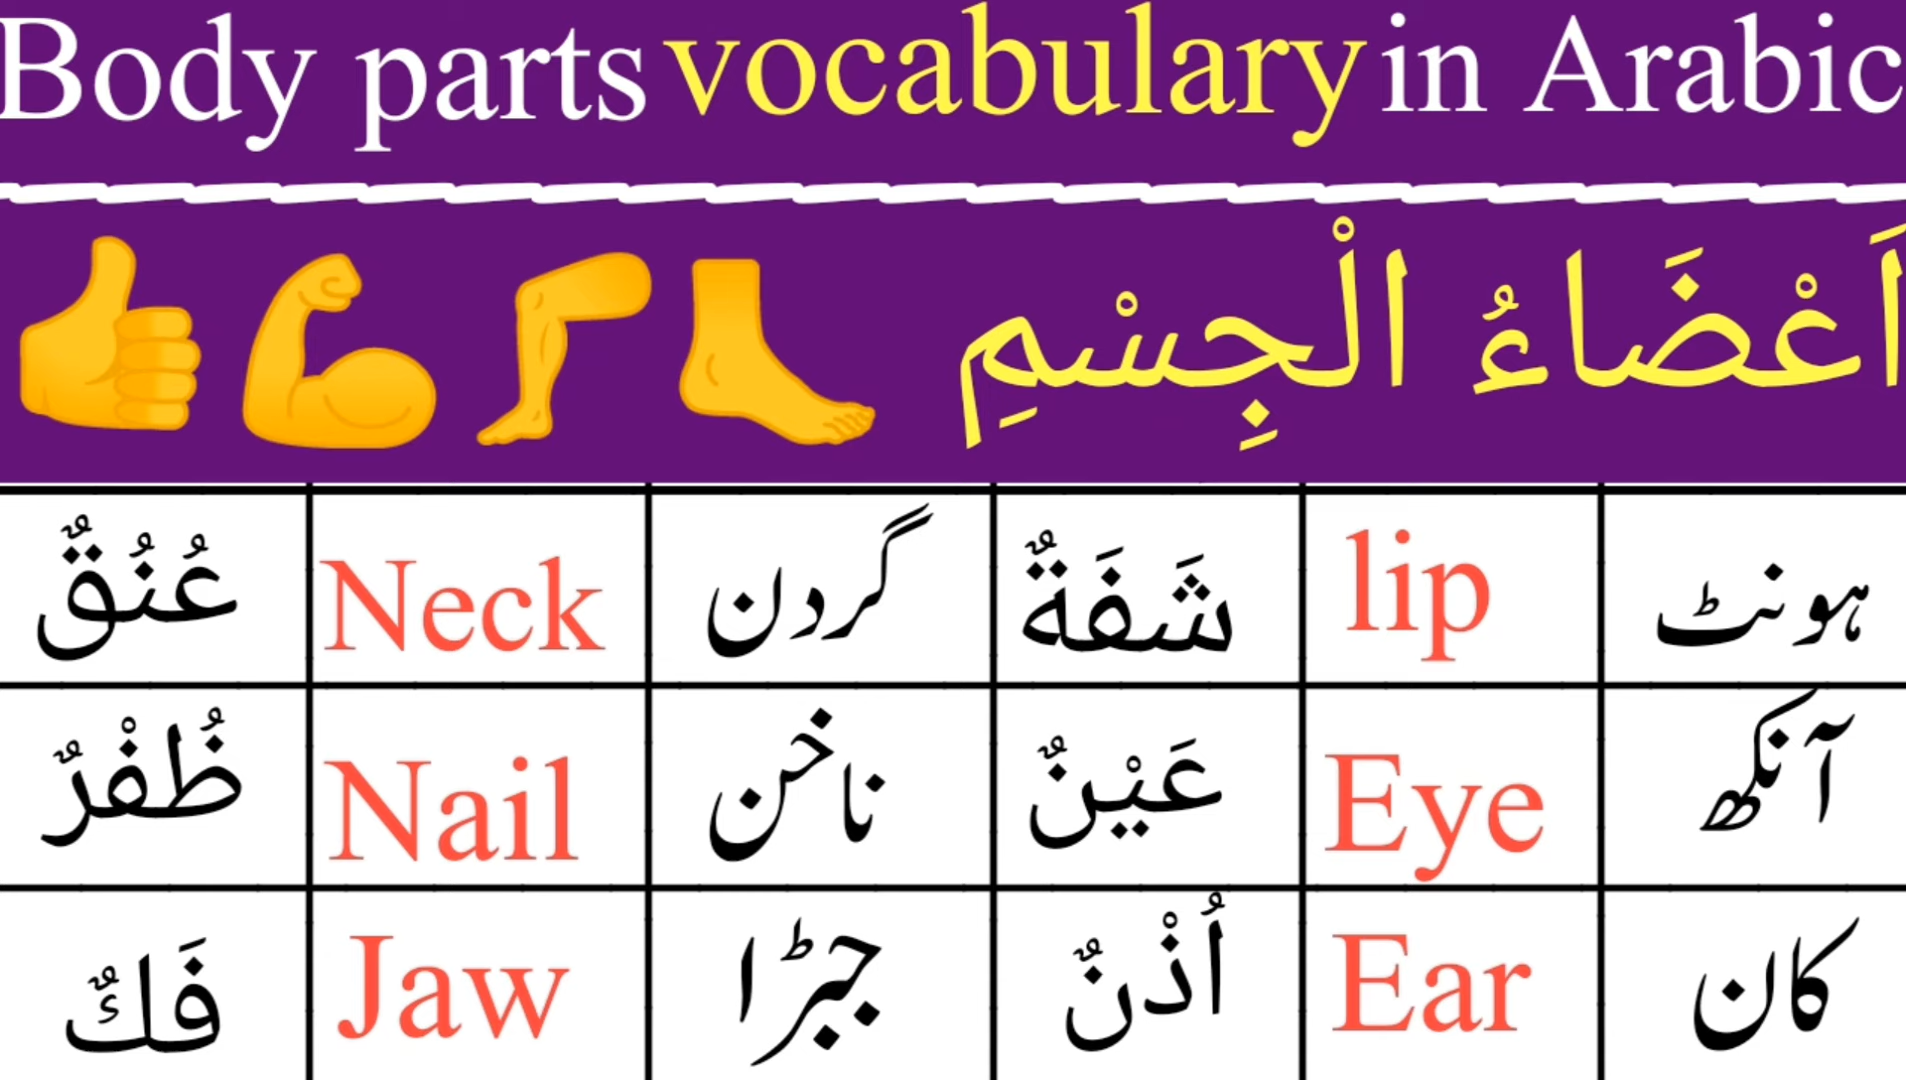 Body parts vocabulary in Arabic
اَعْضَاءُ الْجِسْمِ
عُنُقٌ Neck گردن شَفَةٌ lip ہونٹ
ظُفْرٌ Nail ناخن عَيْنٌ Eye آنکھ
فَكٌ Jaw جبڑا اُذْنٌ Ear کان